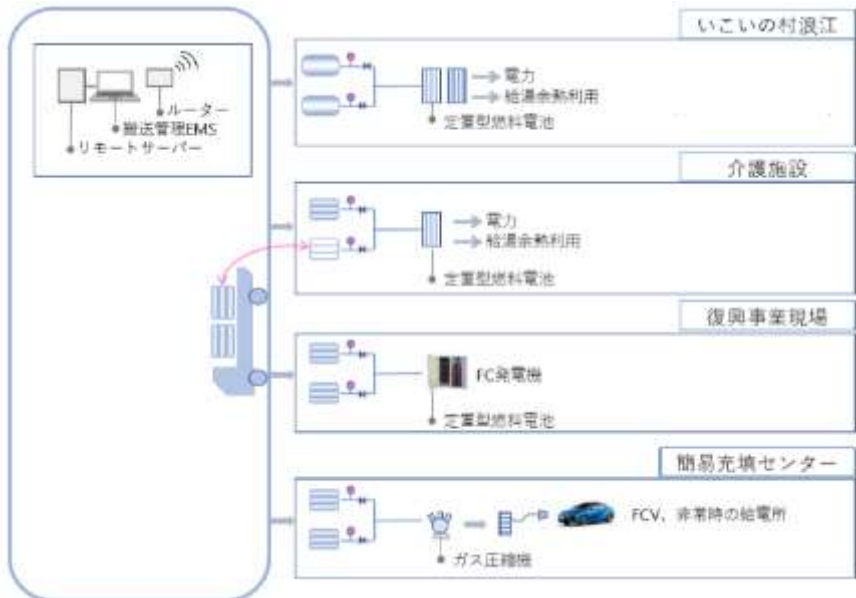 いこいの村浪江
ルーター
搬送管理EMS
リモートサーバー
電力
給湯余熱利用
定置型燃料電池
介護施設
電力
給湯余熱利用
定置型燃料電池
復興事業現場
FC発電機
定置型燃料電池
簡易充填センター
FCV、非常時の給電所
ガス圧縮機